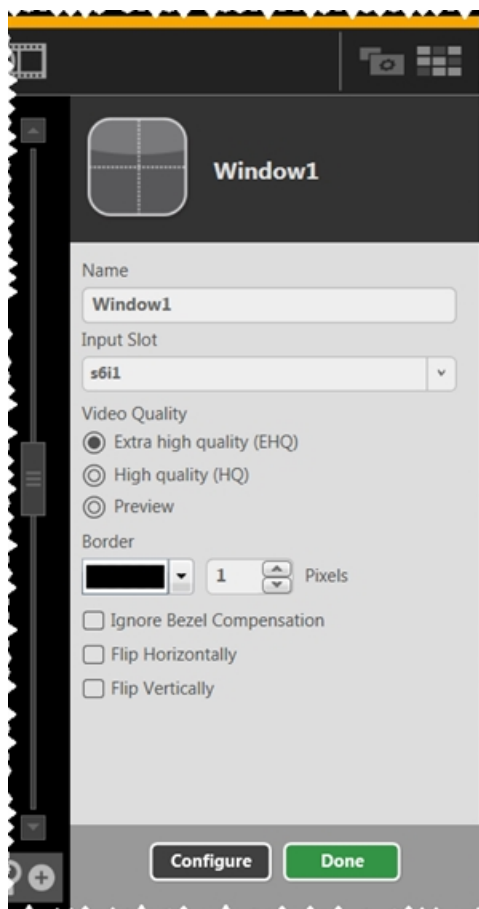 Window1
Name
Window1
Input Slot
s6i1
Video Quality
Extra high quality (EHQ)
High quality (HQ)
Preview
Border
1 Pixels
Ignore Bezel Compensation
Flip Horizontally
Flip Vertically
Configure Done